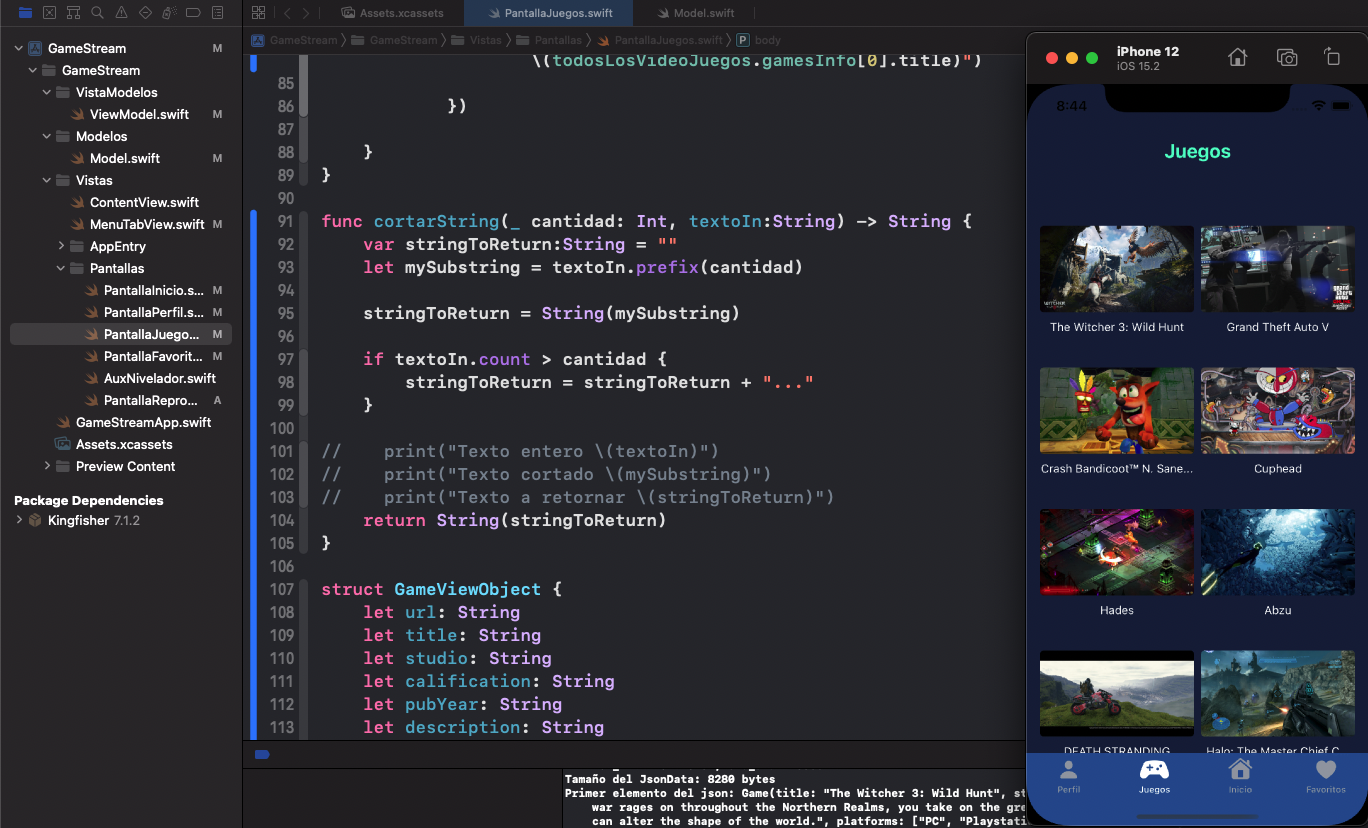 Assets.xcassets
PantallaJuegos.swift
Model.swift
GameStream M
GameStream
VistaModelos
ViewModel.swift M
Modelos
Model.swift M
Vistas
ContentView.swift
MenuTabView.swift M
AppEntry
Pantallas
PantallaInicio.s... M
PantallaPerfil.s... M
PantallaJuego... M
PantallaFavorit... M
AuxNivelador.swift
PantallaRepro... A
GameStreamApp.swift
Assets.xcassets
Preview Content
Package Dependencies
Kingfisher 7.1.2
GameStream GameStream Vistas Pantallas PantallaJuegos.swift P body
\(todosLosVideoJuegos.gamesInfo[0].title)")
85
86 })
87
88 }
89 }
90
91 func cortarString(_ cantidad: Int, textoIn:String) -> String {
92 var stringToReturn:String = ""
93 let mySubstring = textoIn.prefix(cantidad)
94
95 stringToReturn = String(mySubstring)
96
97 if textoIn.count > cantidad {
98 stringToReturn = stringToReturn + "..."
99 }
100
101 // print("Texto entero \(textoIn)")
102 // print("Texto cortado \(mySubstring)")
103 // print("Texto a retornar \(stringToReturn)")
104 return String(stringToReturn)
105 }
106
107 struct GameViewObject {
108 let url: String
109 let title: String
110 let studio: String
111 let calification: String
112 let pubYear: String
113 let description: String
Tamaño del JsonData: 8280 bytes
Primer elemento del json: Game(title: "The Witcher 3: Wild Hunt", st
war rages on throughout the Northern Realms, you take on the gre
can alter the shape of the world.", platforms: ["PC", "Playstati
iPhone 12
iOS 15.2
8:44
Juegos
The Witcher 3: Wild Hunt
Grand Theft Auto V
Crash Bandicoot™ N. Sane...
Cuphead
Hades
Abzu
DEATH STRANDING
Halo: The Master Chief C
Perfil
Juegos
Inicio
Favoritos